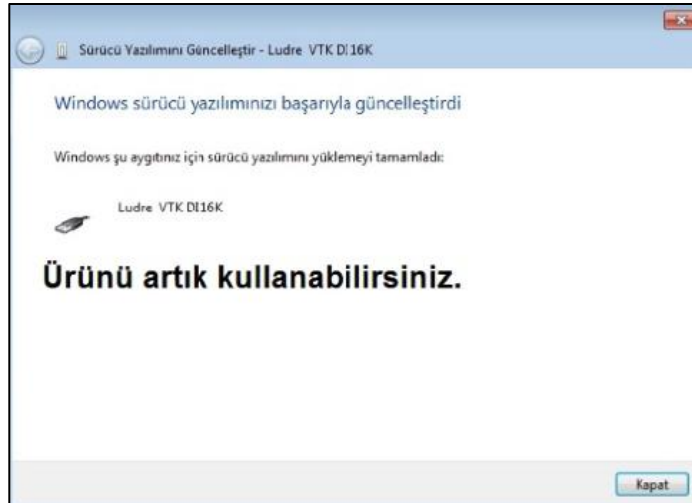 Sürücü Yazılımını Güncelleştir - Ludre VTK DI16K
Windows sürücü yazılımınızı başarıyla güncelleştirdi
Windows şu aygıtınız için sürücü yazılımını yüklemeyi tamamladı:
Ludre VTK DI16K
Ürünü artık kullanabilirsiniz.
Kapat